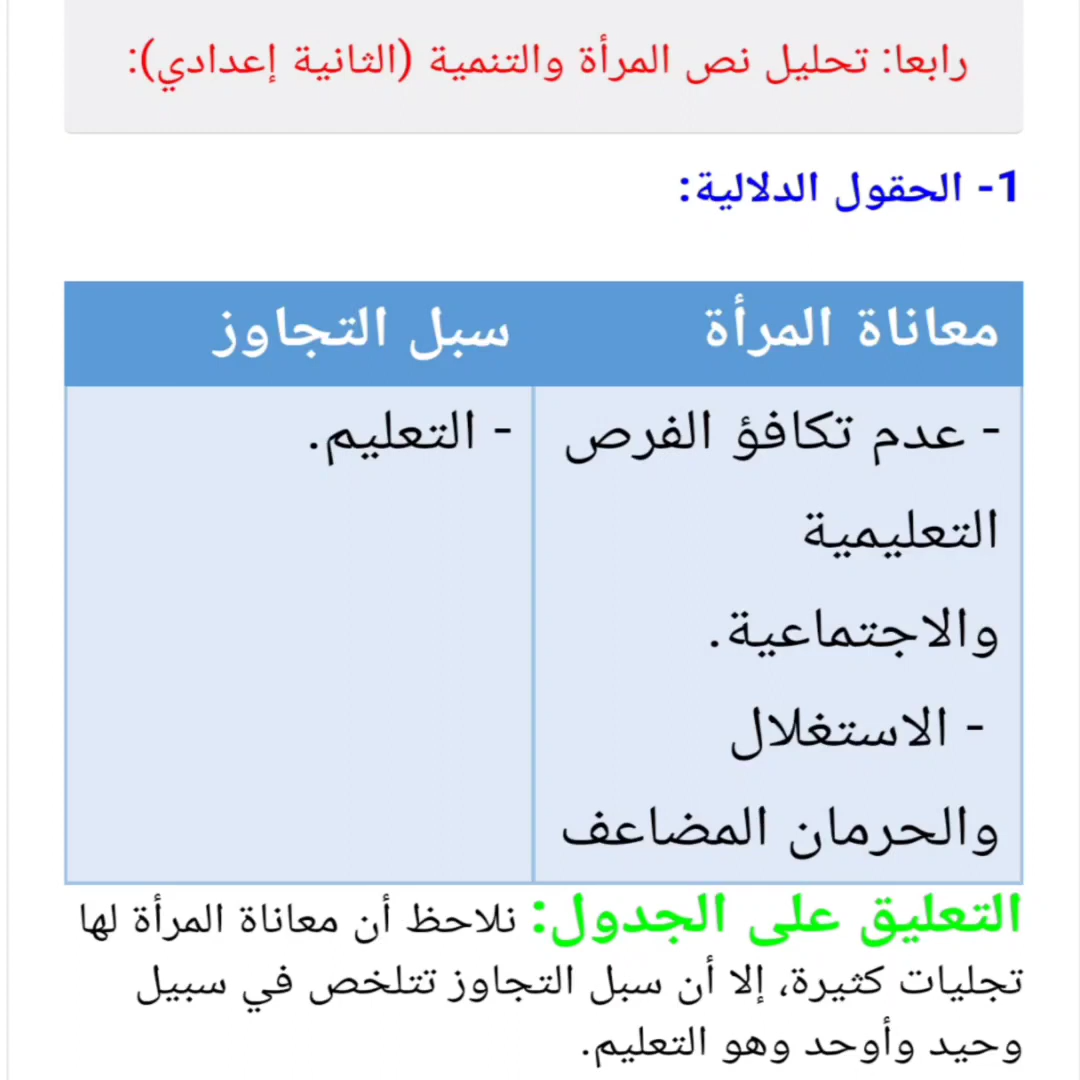 رابعا: تحليل نص المرأة والتنمية (الثانية إعدادي):
1- الحقول الدلالية:
معاناة المرأة
سبل التجاوز
- عدم تكافؤ الفرص
التعليمية
والاجتماعية.
- الاستغلال
والحرمان المضاعف
- التعليم.
التعليق على الجدول: نلاحظ أن معاناة المرأة لها
تجليات كثيرة، إلا أن سبل التجاوز تتلخص في سبيل
وحيد وأوحد وهو التعليم.